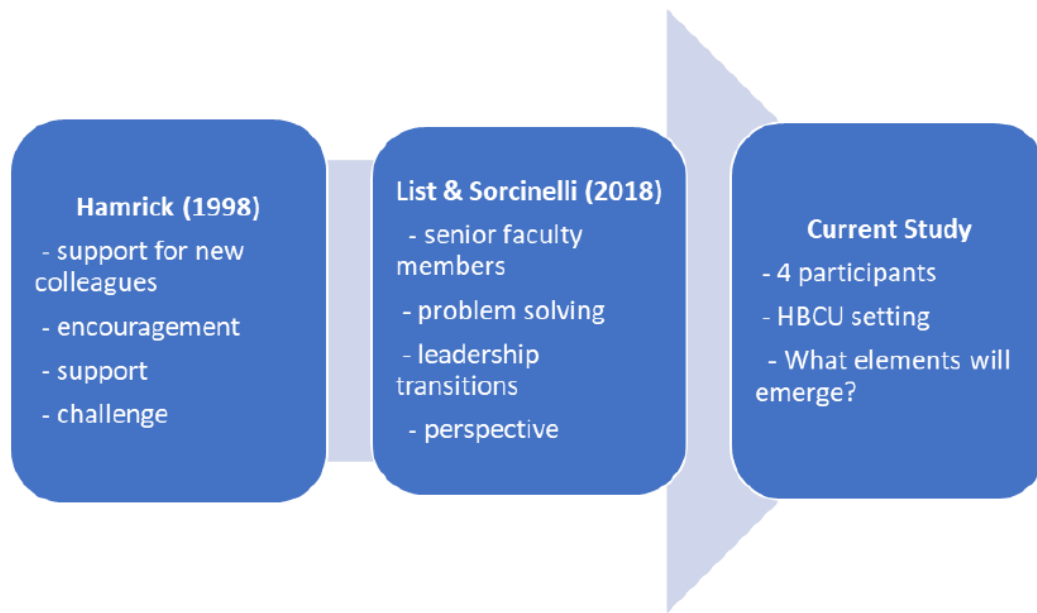 Hamrick (1998)
- support for new
colleagues
- encouragement
- support
- challenge
List & Sorcinelli (2018)
- senior faculty
members
- problem solving
- leadership
transitions
- perspective
Current Study
- 4 participants
- HBCU setting
- What elements will
emerge?